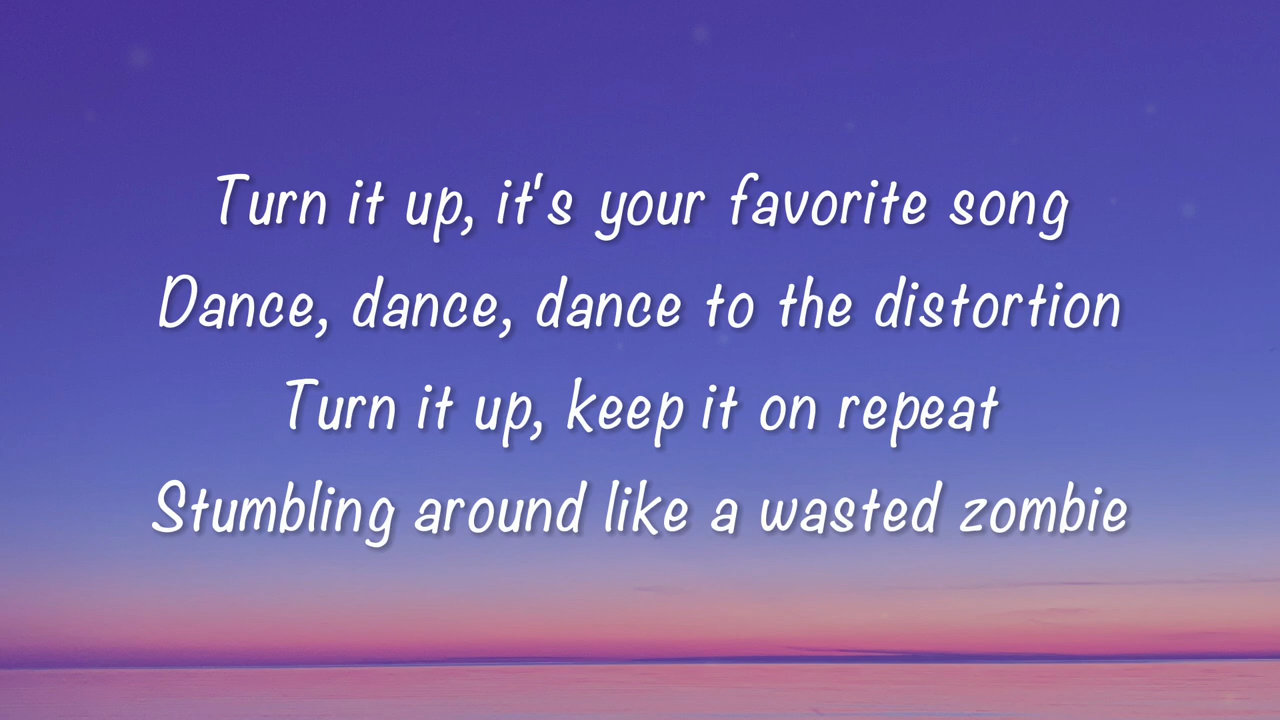 Turn it up, it's your favorite song
Dance, dance, dance to the distortion
Turn it up, keep it on repeat
Stumbling around like a wasted zombie